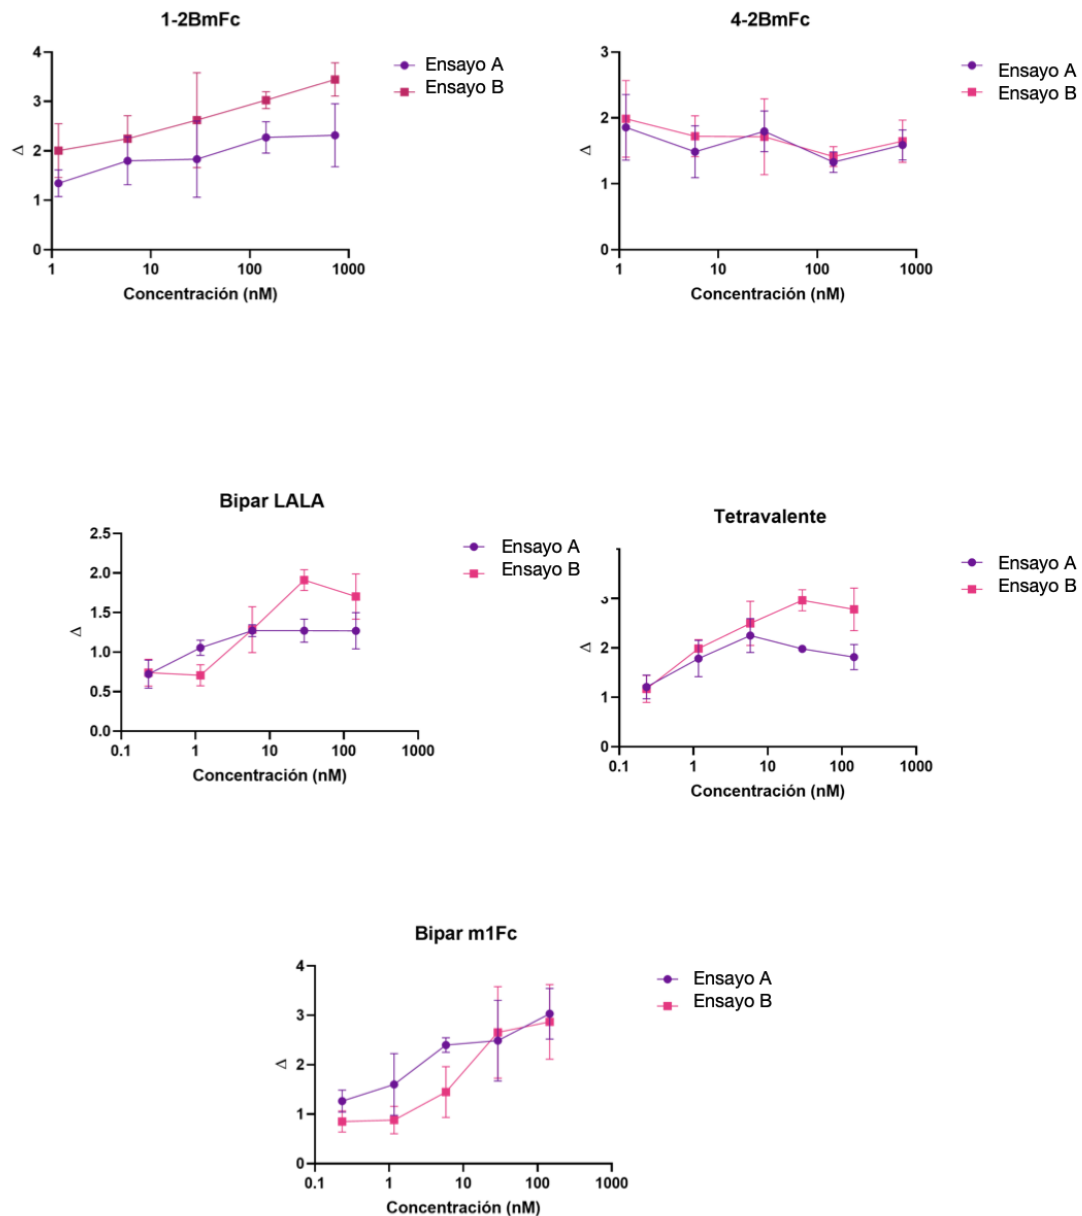 1-2BmFc
4
3
2
1
0
Δ
1
10
100
1000
Concentración (nM)
Ensayo A
Ensayo B
4-2BmFc
3
2
1
0
Δ
1
10
100
1000
Concentración (nM)
Ensayo A
Ensayo B
Bipar LALA
2.5
2.0
1.5
1.0
0.5
0.0
Δ
0.1
1
10
100
1000
Concentración (nM)
Ensayo A
Ensayo B
Tetravalente
3
2
1
0
Δ
0.1
1
10
100
1000
Concentración (nM)
Ensayo A
Ensayo B
Bipar m1Fc
4
3
2
1
0
Δ
0.1
1
10
100
1000
Concentración (nM)
Ensayo A
Ensayo B